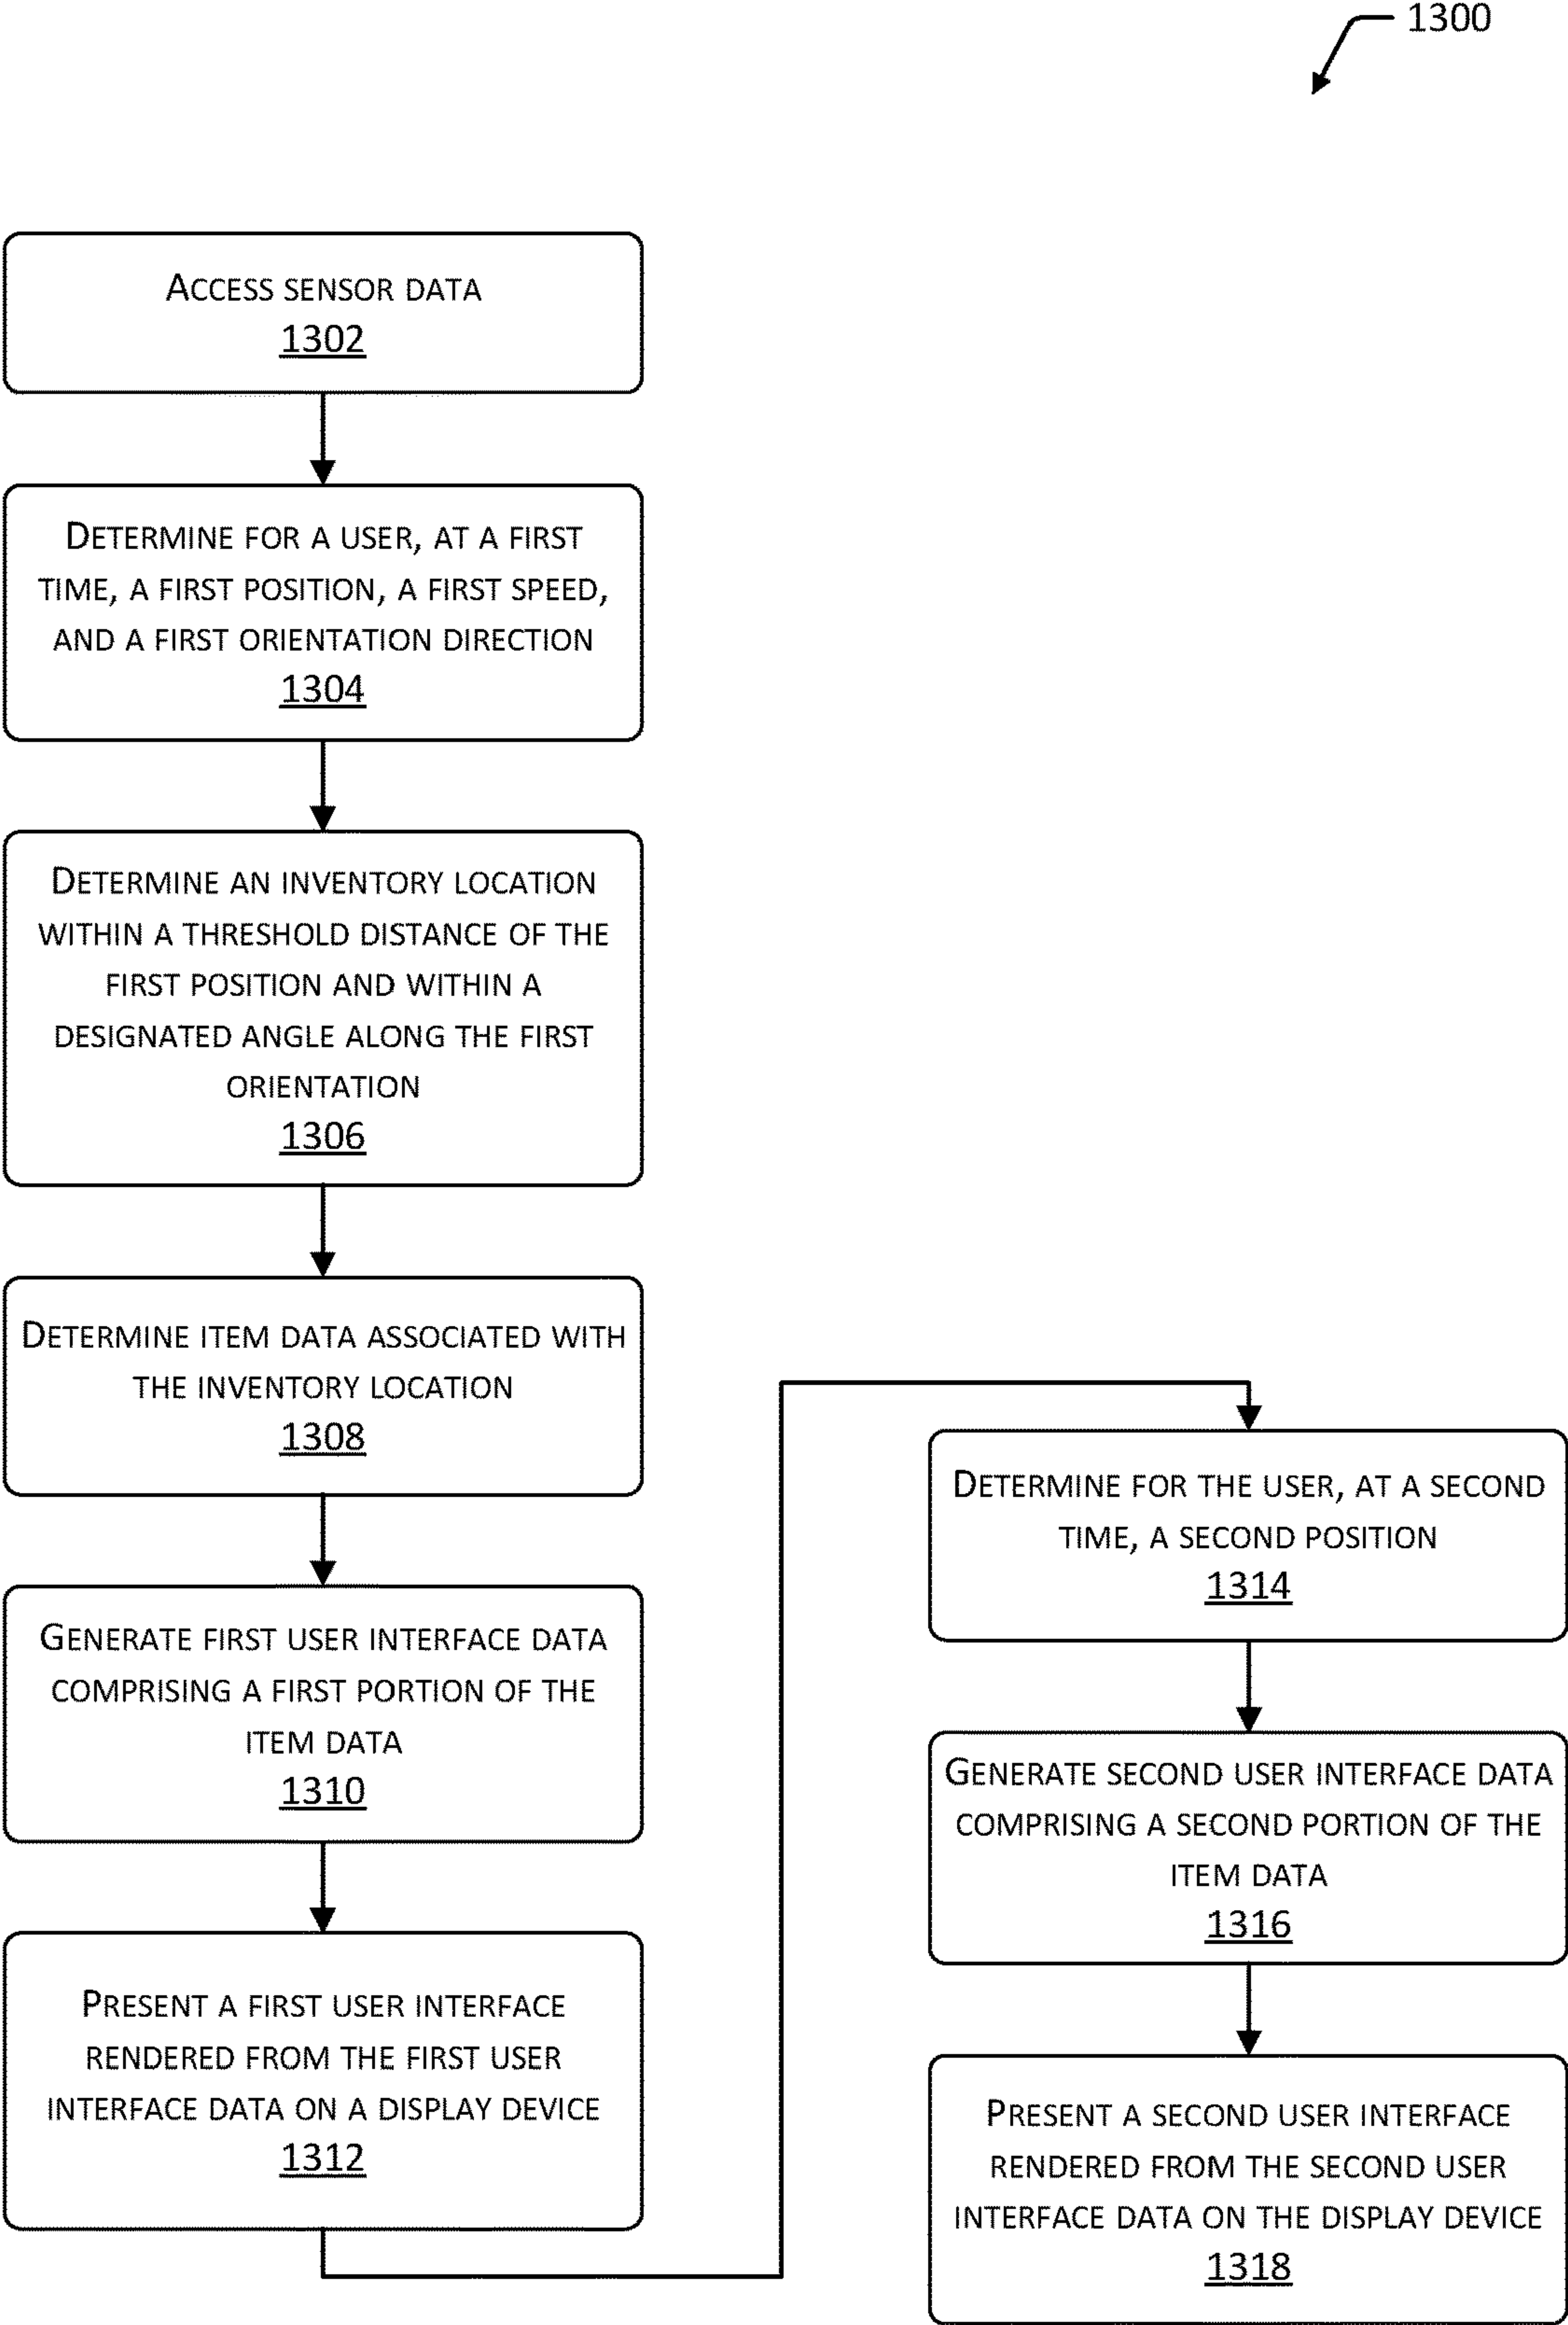 1300
ACCESS SENSOR DATA
1302
DETERMINE FOR A USER, AT A FIRST
TIME, A FIRST POSITION, A FIRST SPEED,
AND A FIRST ORIENTATION DIRECTION
1304
DETERMINE AN INVENTORY LOCATION
WITHIN A THRESHOLD DISTANCE OF THE
FIRST POSITION AND WITHIN A
DESIGNATED ANGLE ALONG THE FIRST
ORIENTATION
1306
DETERMINE ITEM DATA ASSOCIATED WITH
THE INVENTORY LOCATION
1308
GENERATE FIRST USER INTERFACE DATA
COMPRISING A FIRST PORTION OF THE
ITEM DATA
1310
PRESENT A FIRST USER INTERFACE
RENDERED FROM THE FIRST USER
INTERFACE DATA ON A DISPLAY DEVICE
1312
DETERMINE FOR THE USER, AT A SECOND
TIME, A SECOND POSITION
1314
GENERATE SECOND USER INTERFACE DATA
COMPRISING A SECOND PORTION OF THE
ITEM DATA
1316
PRESENT A SECOND USER INTERFACE
RENDERED FROM THE SECOND USER
INTERFACE DATA ON THE DISPLAY DEVICE
1318